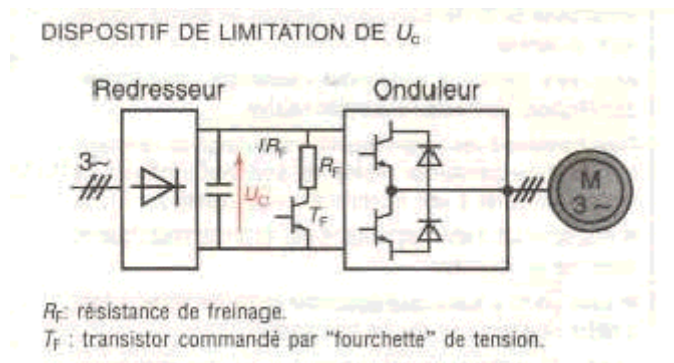 DISPOSITIF DE LIMITATION DE Uc
Redresseur
Onduleur
3~
IRF
RF
Uc
TF
M
3~
RF: résistance de freinage.
TF : transistor commandé par "fourchette" de tension.